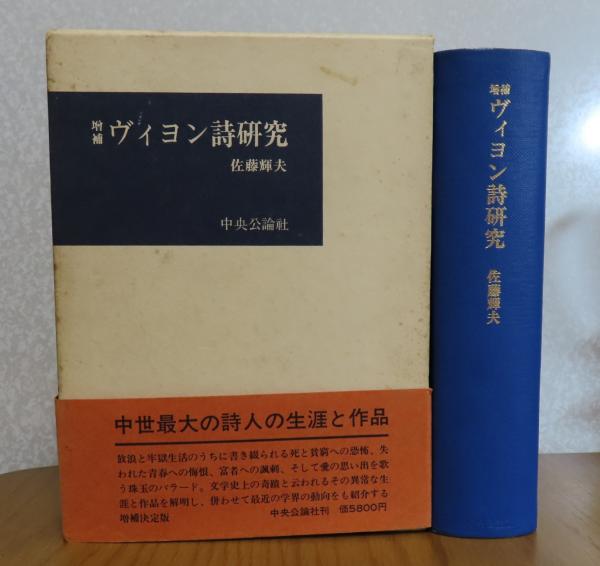 増補 ヴィヨン詩研究
佐藤輝夫
中央公論社
中世最大の詩人の生涯と作品
放浪と牢獄生活のうちに書き綴られる死と貧窮への恐怖、失
われた青春への悔恨、富者への諷刺、そして愛の思い出を歌
う珠玉のバラード。文学史上の奇蹟と云われるその異常な生
涯と作品を解明し、併わせて最近の学界の動向をも紹介する
増補決定版
中央公論社刊 価5800円
増補 ヴィヨン詩研究 佐藤輝夫